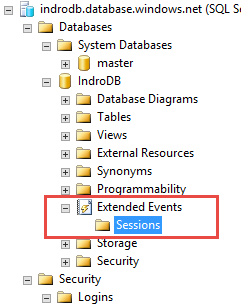 indrodb.database.windows.net (SQL S
Databases
System Databases
master
IndroDB
Database Diagrams
Tables
Views
External Resources
Synonyms
Programmability
Extended Events
Sessions
Storage
Security
Security
Logins